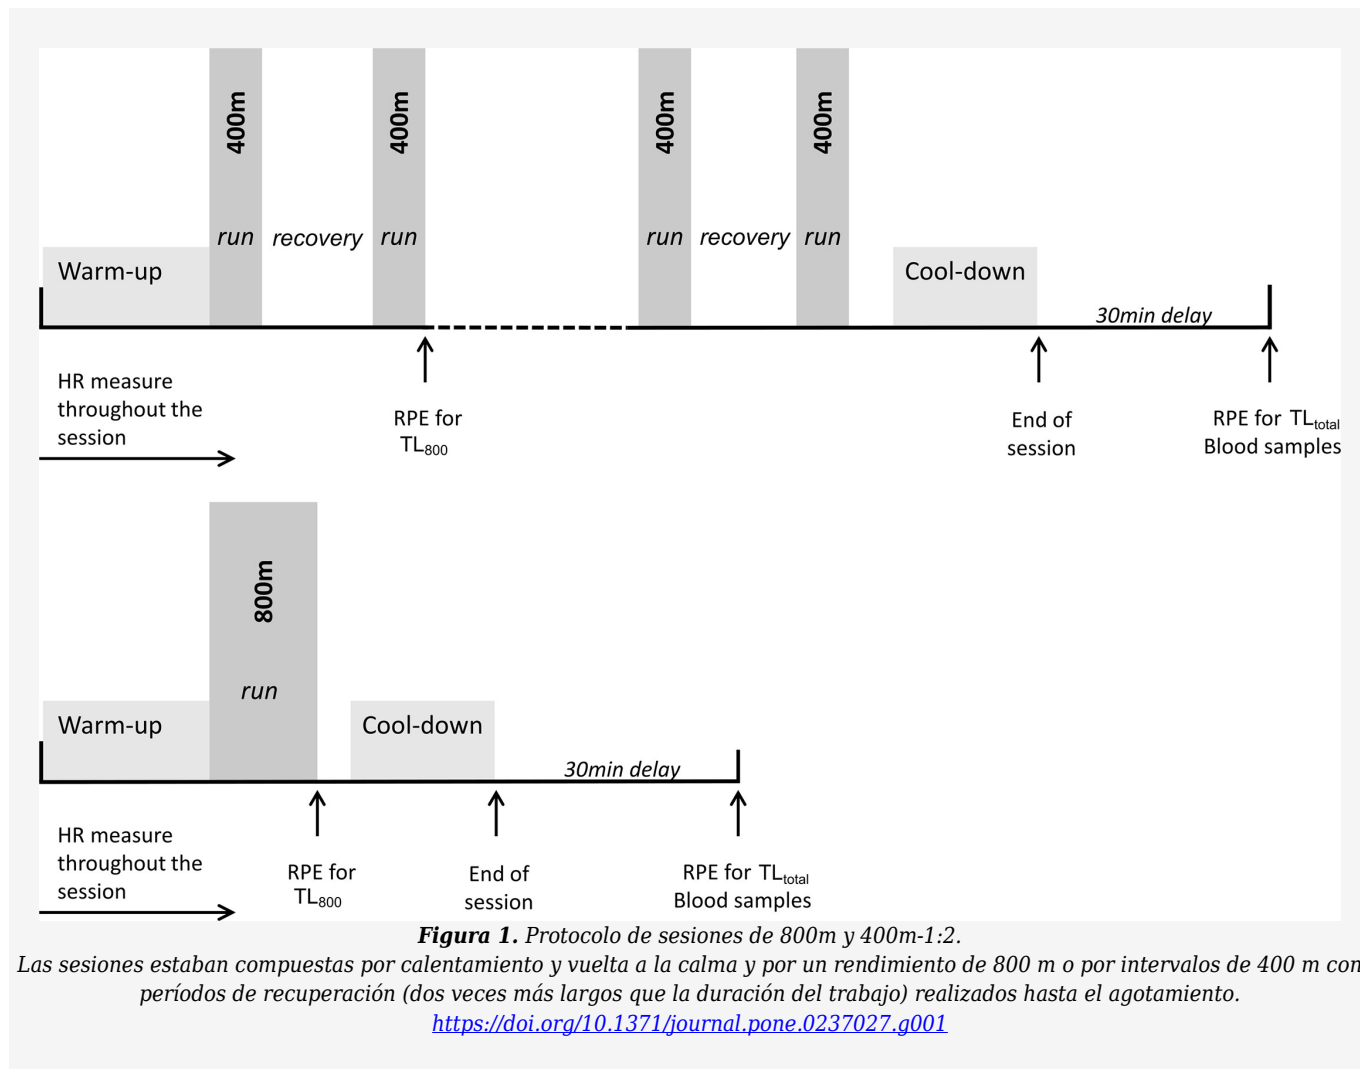 400m
400m
400m
400m
run
recovery
run
run
recovery
run
Warm-up
Cool-down
30min delay
HR measure
throughout the
session
RPE for
TL800
End of
session
RPE for TLtotal
Blood samples
800m
run
Warm-up
Cool-down
30min delay
HR measure
throughout the
session
RPE for
TL800
End of
session
RPE for TLtotal
Blood samples
Figura 1. Protocolo de sesiones de 800m y 400m-1:2.
Las sesiones estaban compuestas por calentamiento y vuelta a la calma y por un rendimiento de 800 m o por intervalos de 400 m con
períodos de recuperación (dos veces más largos que la duración del trabajo) realizados hasta el agotamiento.
https://doi.org/10.1371/journal.pone.0237027.g001